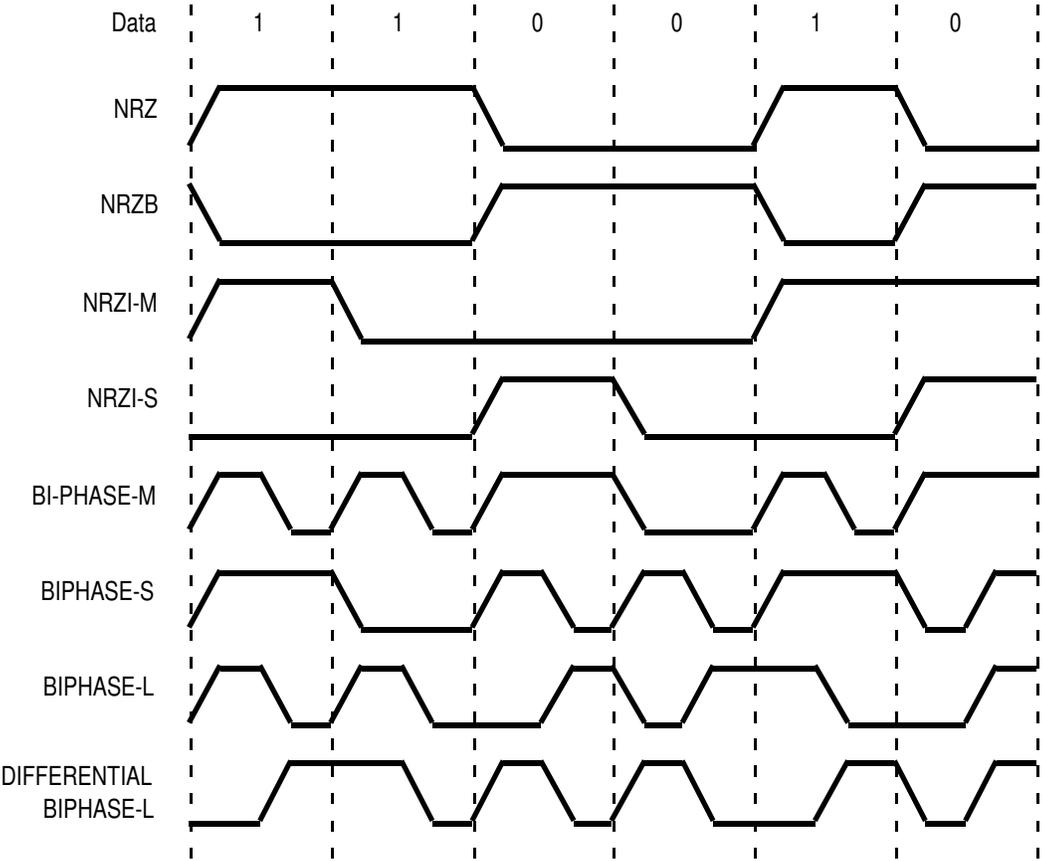 Data 1 1 0 0 1 0
NRZ
NRZB
NRZI-M
NRZI-S
BI-PHASE-M
BIPHASE-S
BIPHASE-L
DIFFERENTIAL
BIPHASE-L